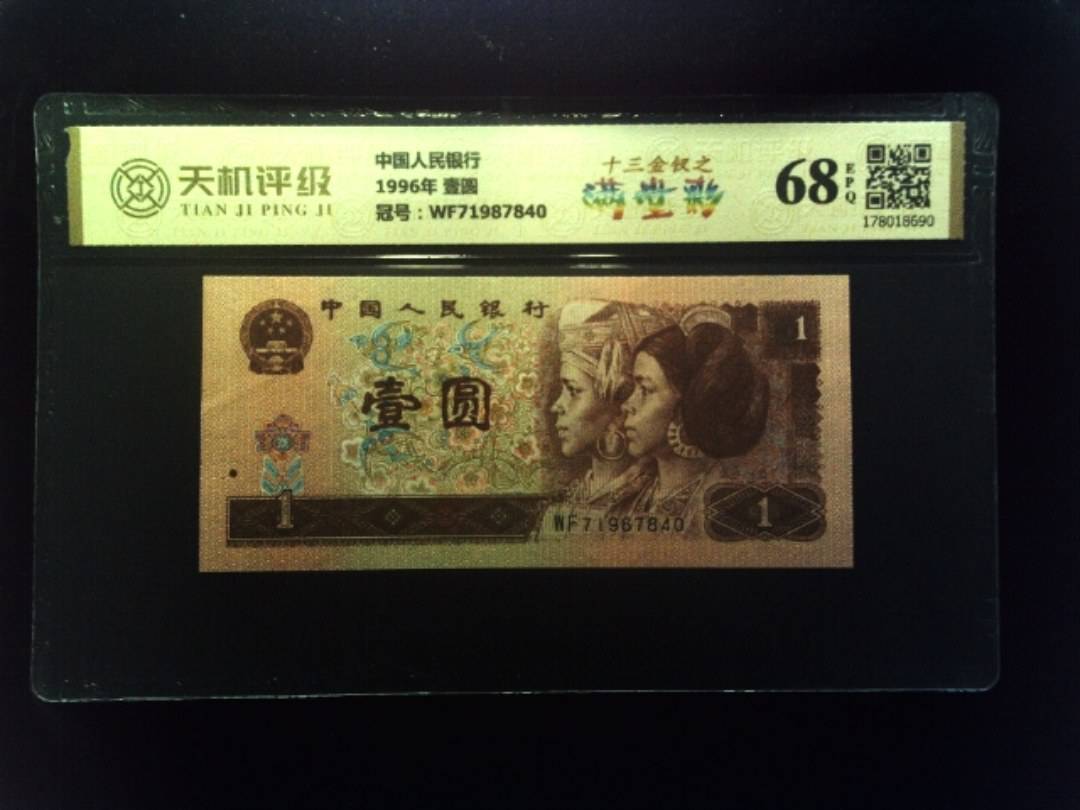 天机评级
TIAN JI PING JI
中国人民银行
1996年 壹圆
冠号：WF71987840
十三金钗之
满堂彩
68
EPQ
178018690
中国人民银行
壹圆
1
1
WF71987840
1